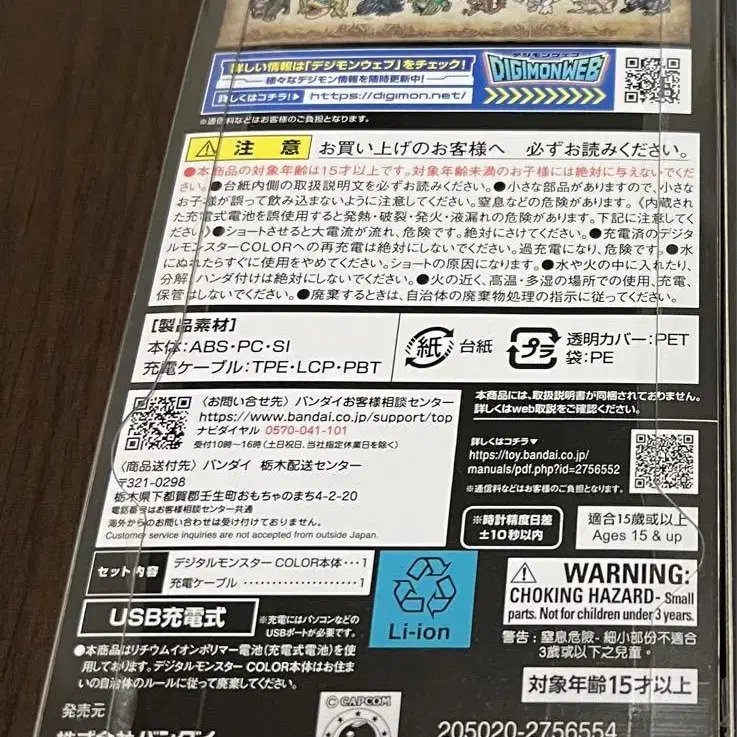 詳しい情報は「デジモンウェブ」をチェック!
様々なデジモン情報を随時更新中!
詳しくはコチラ!▶ https://digimon.net/
デジモンウェブ
DIGIMONWEB
※通信料などはお客様のご負担となります。
⚠注 意 お買い上げのお客様へ 必ずお読みください。
●本商品の対象年齢は15才以上です。対象年齢未満のお子様には絶対に与えないでくだ
さい。●台紙内側の取扱説明文を必ずお読みください。●小さな部品がありますので、小さな
お子様が誤って飲み込まないように注意してください。窒息などの危険があります。〈内蔵され
た充電式電池を誤使用すると発熱・破裂・発火・液漏れの危険があります。下記に注意してくだ
さい〉●ショートさせると大電流が流れ、危険です。絶対にさけてください。●充電済のデジタ
ルモンスターCOLORへの再充電は絶対にしないでください。過充電になり、危険です。●水
にぬれたらすぐに使用をやめてください。ショートの原因になります。●水や火の中に入れたり、
分解、ハンダ付けは絶対にしないでください。●火の近く、高温・多湿の場所での使用、充電、
保管はしないでください。●廃棄するときは、自治体の廃棄物処理の指示に従ってください。
[製品素材]
本体:ABS・PC・SI
充電ケーブル:TPE・LCP・PBT
紙 台紙
プラ 透明カバー:PET
袋:PE
〈お問い合せ先〉バンダイお客様相談センター
https://www.bandai.co.jp/support/top
ナビダイヤル 0570-041-101
受付10時～16時(土日祝日、当社指定休業日を除く)
〈商品送付先〉バンダイ 栃木配送センター
〒321-0298
栃木県下都賀郡壬生町おもちゃのまち4-2-20
電話番号はお客様相談センター共通
海外からのお問い合わせは受け付けておりません。
Customer service inquiries are not accepted from outside Japan.
本商品には、取扱説明書が同梱されておりません。
詳しくはweb取説をご確認ください。
詳しくはコチラ▼
https://toy.bandai.co.jp/
manuals/pdf.php?id=2756552
※通信料などはお客様のご負担となります。
※時計精度日差
±10秒以内
適合15歲或以上
Ages 15 & up
セット内容
デジタルモンスター COLOR本体・・・1
充電ケーブル・・・・・・・・・・・・・・・・・・1
USB充電式
※充電にはパソコンなどの
USBポートが必要です。
●本商品はリチウムイオンポリマー電池(充電式電池)を使
用しております。デジタルモンスター COLOR本体はお住ま
いの自治体のルールに従って廃棄してください。
Li-ion
⚠WARNING:
CHOKING HAZARD- Small
parts. Not for children under 3 years.
警告:窒息危險- 細小部份不適合
3歲或以下之兒童。
対象年齢15才以上
発売元
株式会社バンダイ
© CAPCOM
205020-2756554